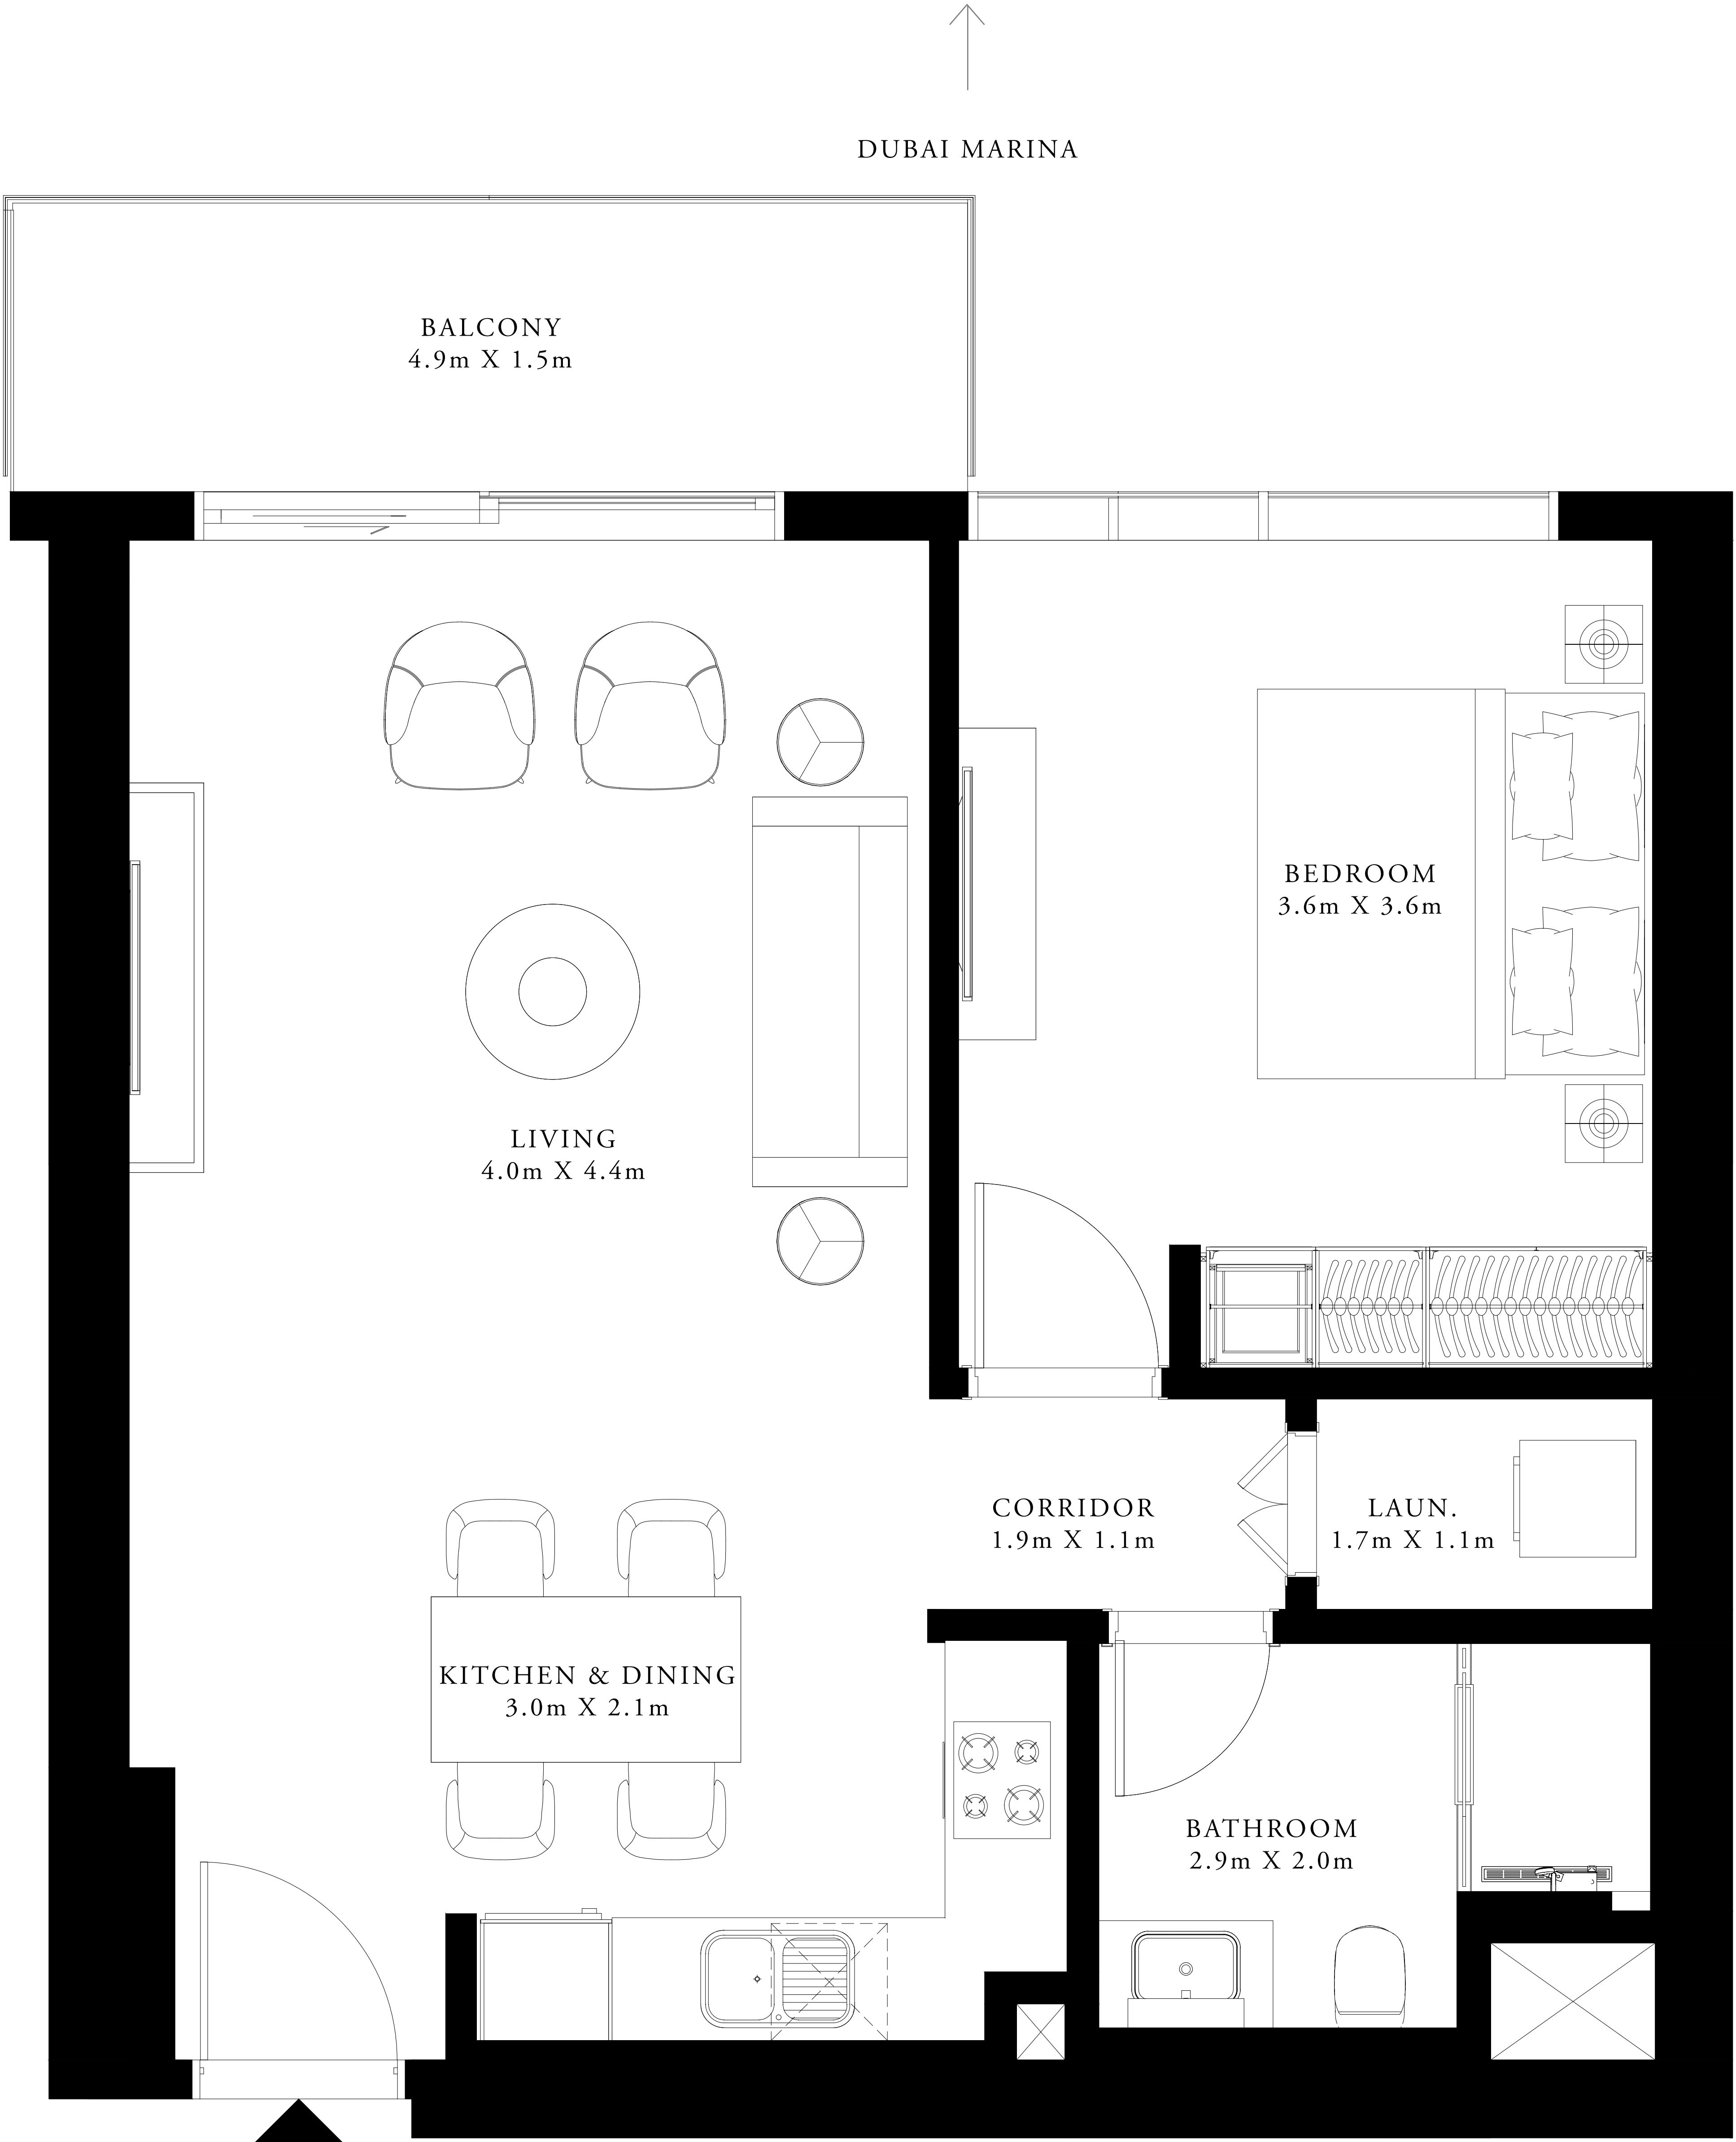 DUBAI MARINA
BALCONY
4.9m X 1.5m
BEDROOM
3.6m X 3.6m
LIVING
4.0m X 4.4m
CORRIDOR
1.9m X 1.1m
LAUN.
1.7m X 1.1m
KITCHEN & DINING
3.0m X 2.1m
BATHROOM
2.9m X 2.0m